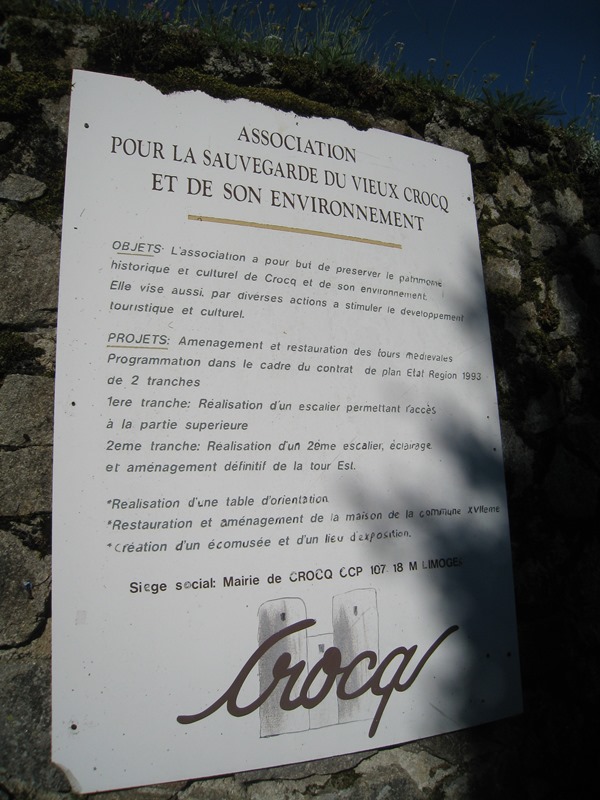 ASSOCIATION
POUR LA SAUVEGARDE DU VIEUX CROCQ
ET DE SON ENVIRONNEMENT
OBJETS: L'association a pour but de preserver le patrimoine
historique et culturel de Crocq et de son environnement.
Elle vise aussi, par diverses actions a stimuler le developpement
touristique et culturel.
PROJETS: Amenagement et restauration des tours medievales
Programmation dans le cadre du contrat de plan Etat Region 1993
de 2 tranches
1ere tranche: Réalisation d'un escalier permettant l'accès
à la partie superieure
2eme tranche: Réalisation d'un 2éme escalier, éclairage
et aménagement définitif de la tour Est.
*Realisation d'une table d'orientation
*Restauration et aménagement de la maison de la commune XVIIeme
*Création d'un écomusée et d'un lieu d'exposition.
Siege social: Mairie de CROCQ CCP 107 18 M LIMOGES
Crocq